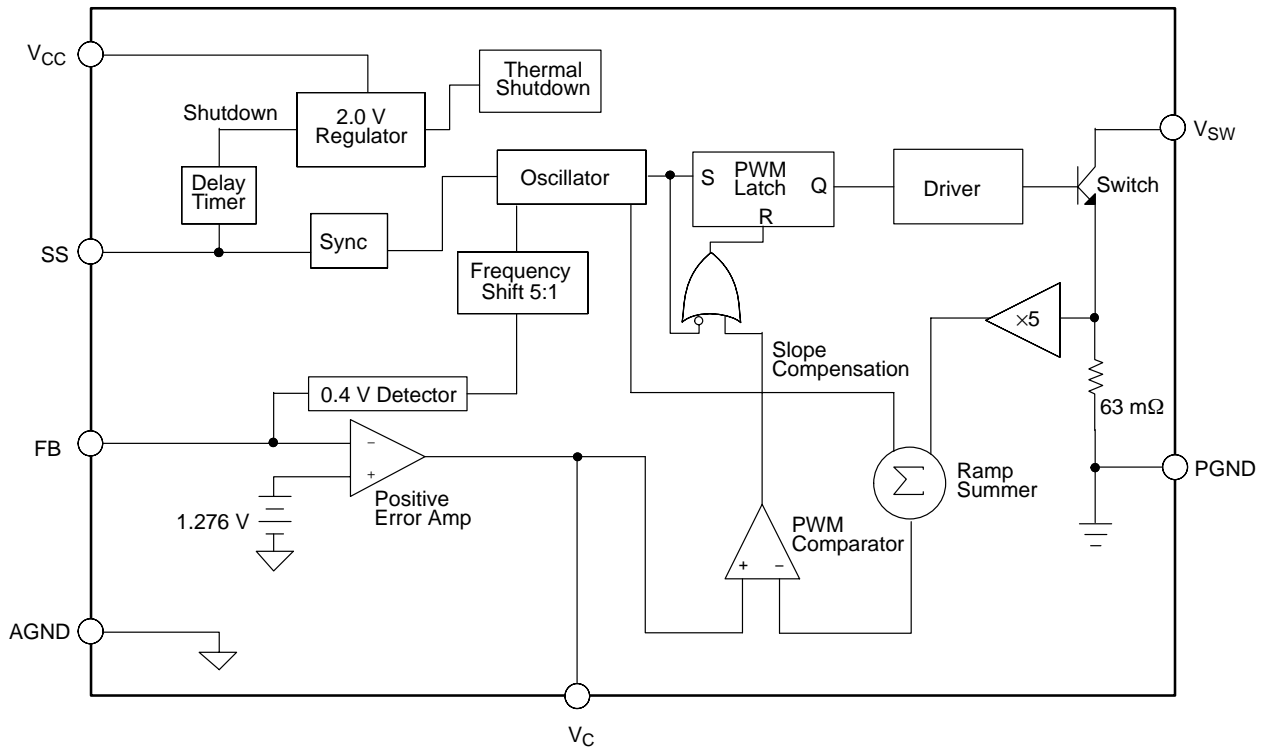 VCC
Shutdown
2.0 V
Regulator
Thermal
Shutdown
Delay
Timer
SS
Sync
Oscillator
S
PWM
Latch
Q
R
Driver
Switch
VSW
Frequency
Shift 5:1
×5
Slope
Compensation
0.4 V Detector
63 mΩ
FB
−
+
Positive
Error Amp
1.276 V
Σ
Ramp
Summer
PGND
PWM
Comparator
+
−
AGND
VC